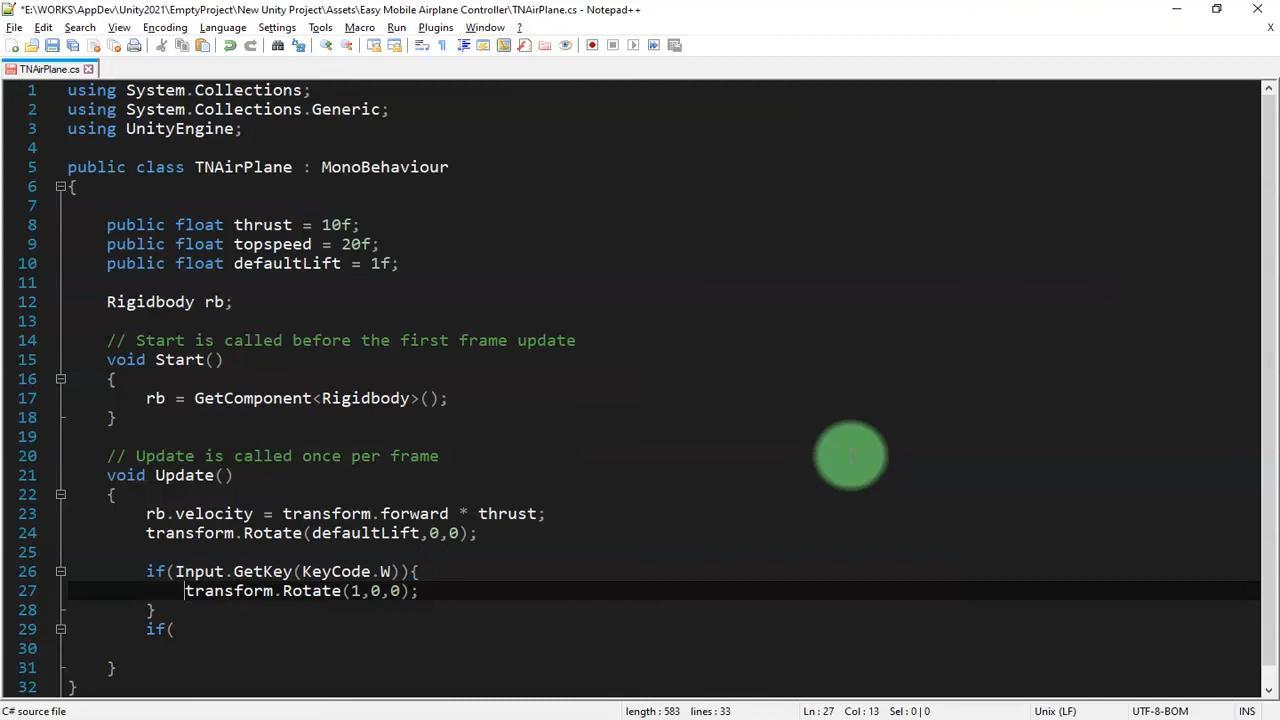 *E:\WORKS\AppDev\Unity2021\EmptyProject\New Unity Project\Assets\Easy Mobile Airplane Controller\TNAirPlane.cs - Notepad++
File Edit Search View Encoding Language Settings Tools Macro Run Plugins Window ? X
TNAirPlane.cs
1 using System.Collections;
2 using System.Collections.Generic;
3 using UnityEngine;
4
5 public class TNAirPlane : MonoBehaviour
6 {
7
8 public float thrust = 10f;
9 public float topspeed = 20f;
10 public float defaultLift = 1f;
11
12 Rigidbody rb;
13
14 // Start is called before the first frame update
15 void Start()
16 {
17 rb = GetComponent<Rigidbody>();
18 }
19
20 // Update is called once per frame
21 void Update()
22 {
23 rb.velocity = transform.forward * thrust;
24 transform.Rotate(defaultLift,0,0);
25
26 if(Input.GetKey(KeyCode.W)){
27 transform.Rotate(1,0,0);
28 }
29 if(
30
31 }
32 }
C# source file length : 583 lines : 33 Ln : 27 Col : 13 Sel : 0 | 0 Unix (LF) UTF-8-BOM INS